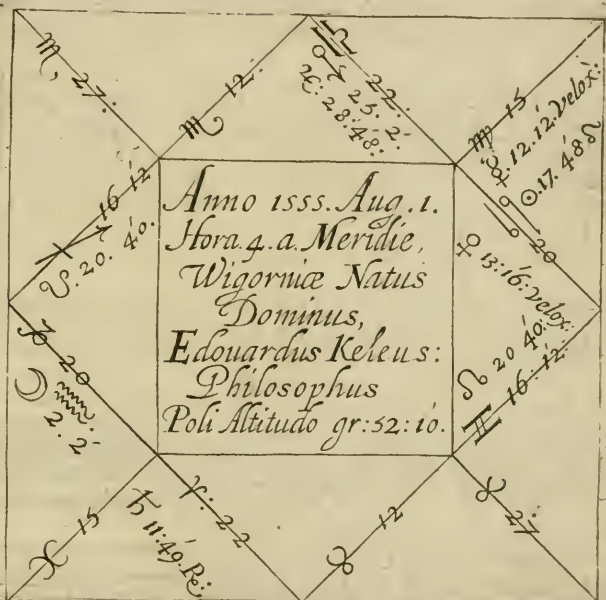 ♏ 27:
♏ 12:
♎ 22:
♂ 25. 2.
♃: 28: 48:
♍ 15
☿ 12. 12. Velox:
☉. 17. 48 ♌
♐ 16 12
☋. 20. 40.
♌ 20
♀ 13: 16: velox:
Anno 1555. Aug. 1.
Hora. 4. a. Meridie,
Wigorniæ Natus
Dominus,
Edouardus Keleus:
Philosophus
Poli Altitudo gr: 52: 10.
☊ 20 40:
♊ 16: 12:
♑ 20
☽ ♒
2. 2
♓ 15
♈: 22
♄ 11: 49. Re:
♉ 12
♉ 27: